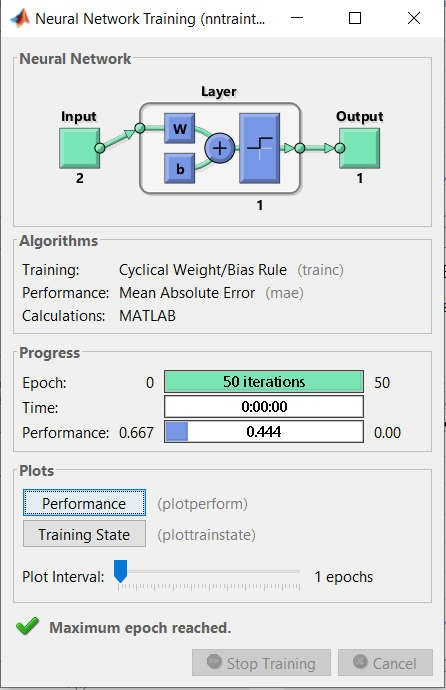 Neural Network Training (nntraint...
Neural Network
Layer
Input
Output
W
b
+
2
1
1
Algorithms
Training: Cyclical Weight/Bias Rule (trainc)
Performance: Mean Absolute Error (mae)
Calculations: MATLAB
Progress
Epoch: 0 50 iterations 50
Time: 0:00:00
Performance: 0.667 0.444 0.00
Plots
Performance (plotperform)
Training State (plottrainstate)
Plot Interval: 1 epochs
Maximum epoch reached.
Stop Training Cancel